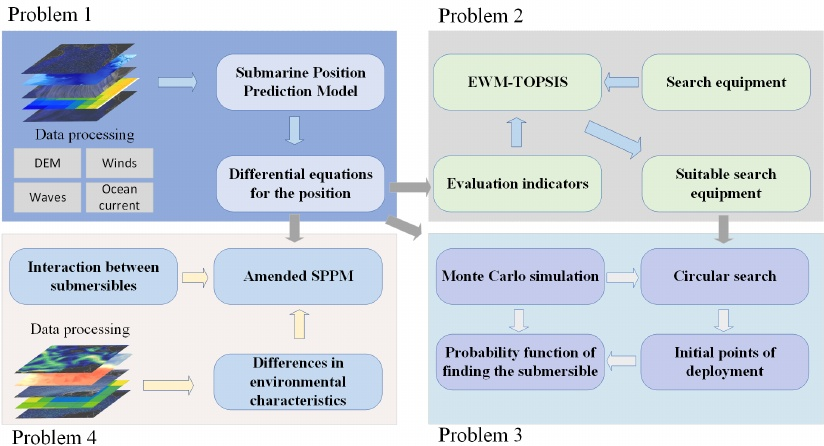 Problem 1
Submarine Position
Prediction Model
Data processing
DEM
Winds
Waves
Ocean
current
Differential equations
for the position
Problem 2
EWM-TOPSIS
Search equipment
Evaluation indicators
Suitable search
equipment
Interaction between
submersibles
Amended SPPM
Data processing
Differences in
environmental
characteristics
Problem 4
Monte Carlo simulation
Circular search
Probability function of
finding the submersible
Initial points of
deployment
Problem 3